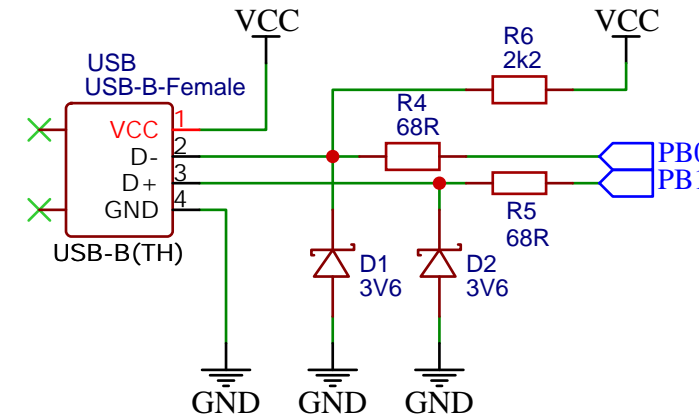 VCC
VCC
R6
2k2
USB
USB-B-Female
R4
68R
VCC
1
D-
2
D+
3
GND
4
PB0
PB1
R5
68R
USB-B(TH)
D1
3V6
D2
3V6
GND
GND
GND